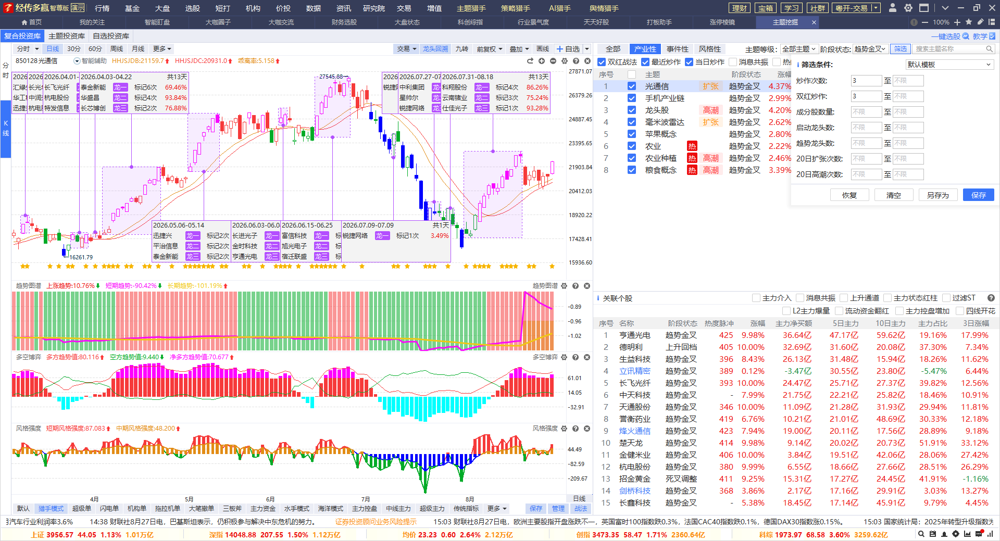 经传多赢 智尊版 演示 行情 基金 大盘 选股 短打 机构 价投 数据 资讯 研究院 交易 增值 主题猎手 策略猎手 AI猎手 舆情猎手 理财 宝箱 学习 社群 粤开-交易
首页 我的关注 智能盯盘 大咖圈子 大咖交流 财务选股 大盘状态 科创综指 行业景气度 天天好股 打板助手 涨停棱镜 主题挖掘 100%
复合投资库 主题投资库 自选投资库 一键选股 教学
分时 日线 30分 60分 周线 月线 更多 交易 龙头回溯 九转 前复权 叠加 画线 自选
850128 光通信 智能辅助 HHJSJDB:21159.7 HHJSJDC:20931.0 乖离率:5.158
分时
K线
2026.04.01- 2026.04.03-04.22 共13天
长飞光纤 泰金新能 龙一 标记6次 69.46%
杭电股份 华盛昌 龙二 标记4次 93.84%
特发信息 长芯博创 龙三 标记2次 76.88%
27545.88
2026.07.27-07 2026.07.31-08.18 共13天
锐捷网 中利集团 科翔股份 龙一 标记4次 86.26%
星帅尔 云南锗业 龙二 标记3次 75.24%
锐捷网络 仕佳光子 龙三 标记1次 93.28%
27871.07
26379.26
24887.45
23395.65
21903.84
20412.03
18920.22
17428.41
15936.60
2026.05.06-05.14 2026.06.03-06.0 2026.06.15-06.25 2026.07.09-07.09 共1天
迅捷兴 龙一 标记2次 长进光子 龙一 富信科技 龙一 标 锐捷网络 龙一 标记1次 3.49%
平治信息 龙二 标记2次 金时科技 龙二 旭光电子 龙二 标
泰金新能 龙三 标记2次 亨通光电 龙三 宿迁联盛 龙三 标
16261.79
趋势图谱 上涨趋势:10.76% 短期趋势:-90.42% 长期趋势:-101.19% 趋势图谱
-0.89
-0.96
-1.02
多空博弈 多方趋势值:80.116 空方趋势值:9.440 净多方趋势值:70.677 多空博弈
61.01
14.05
-32.91
风格强度 短期风格强度:87.083 中期风格强度:48.200 风格强度
44.49
-82.59
-209.67
4月 5月 6月 7月 8月 日线
默认 猎手模式 超级单 闪电单 机构单 拖拉机单 大笔撤单 三板斧 主力资金 水手模式 海洋模式 主力控盘 中线主力 超级主力 传统指标 更多 保存 管理 战法
全部 产业性 事件性 风格性 主题等级: 全部主题 阶段状态: 趋势金叉 筛选 搜索主题名称
双红战法 最近炒作 当日炒作 消息共振 热
序号 主题 阶段状态 涨幅
1 光通信 扩张 趋势金叉 4.37%
2 手机产业链 趋势金叉 2.99%
3 龙头股 高潮 趋势金叉 4.20%
4 毫米波雷达 扩张 趋势金叉 2.62%
5 苹果概念 趋势金叉 2.80%
6 农业 热 趋势金叉 2.22%
7 农业种植 热 高潮 趋势金叉 2.46%
8 粮食概念 热 高潮 趋势金叉 3.39%
筛选条件: 默认模板
炒作次数: 3 至 不限
双红炒作: 3 至 不限
成分股数量: 不限 至 不限
启动龙头数: 不限 至 不限
趋势龙头数: 不限 至 不限
20日扩张次数: 不限 至 不限
20日高潮次数: 不限 至 不限
恢复 清空 另存为 保存
关联个股 主力介入 消息共振 上升通道 主力状态红柱 过滤ST
L2主力爆量 流动资金翻红 主力控盘增加 四线开花
序号 名称 阶段状态 热度脉冲 涨幅 主力净买额 5日主力 10日主力 主力占比 3日涨幅
1 亨通光电 趋势金叉 425 9.98% 36.64亿 47.17亿 59.62亿 19.16% 17.99%
2 德明利 上升回档 405 10.00% 32.69亿 31.60亿 20.08亿 37.30% 7.34%
3 生益科技 趋势金叉 396 8.43% 26.13亿 31.48亿 15.94亿 18.26% 11.62%
4 立讯精密 趋势金叉 389 0.12% -3.47亿 30.55亿 23.80亿 -5.47% 6.44%
5 长飞光纤 趋势金叉 393 10.00% 24.47亿 25.71亿 27.37亿 39.82% 12.56%
6 中天科技 趋势金叉 - 7.99% 21.75亿 22.21亿 25.82亿 18.46% 10.91%
7 天通股份 趋势金叉 346 10.00% 11.09亿 21.28亿 31.93亿 29.94% 11.81%
8 誉衡药业 趋势金叉 419 6.76% 10.21亿 21.01亿 48.69亿 30.33% 12.18%
9 烽火通信 趋势金叉 423 7.94% 19.00亿 20.11亿 17.56亿 28.89% 9.18%
10 楚天龙 趋势金叉 414 9.98% 9.14亿 20.02亿 20.73亿 51.91% 33.12%
11 金健米业 趋势金叉 406 10.00% 3.84亿 19.51亿 42.06亿 28.06% 27.42%
12 杭电股份 趋势金叉 380 9.99% 6.55亿 18.66亿 27.66亿 28.51% 26.29%
13 招金黄金 死叉调整 411 9.25% 15.31亿 17.27亿 24.45亿 41.91% -1.16%
14 剑桥科技 趋势金叉 368 3.86% 2.17亿 17.16亿 29.91亿 3.03% 13.27%
15 长鑫科技 趋势金叉 - 5.38% 18.45亿 17.14亿 45.91亿 9.79% 4.45%
汽车行业利润率3.6% 14:38 财联社8月27日电，巴基斯坦表示，仍积极参与解决中东危机的努力。 证券投资顾问业务风险提示 15:03 财联社8月27日电，欧洲主要股指开盘涨跌不一，英国富时100指数跌0.3%，法国CAC40指数跌0.1%，德国DAX30指数涨0.15%。 15:03 国家统计局：2025年转型升级指数为
上证 3956.57 44.05 1.13% 1.01万亿 深指 14048.88 207.55 1.50% 1.12万亿 均价 23.23 0.60 2.64% 2.12万亿 创指 3473.35 58.47 1.71% 2360.64亿 科综 1973.97 68.58 3.60% 3259.62亿